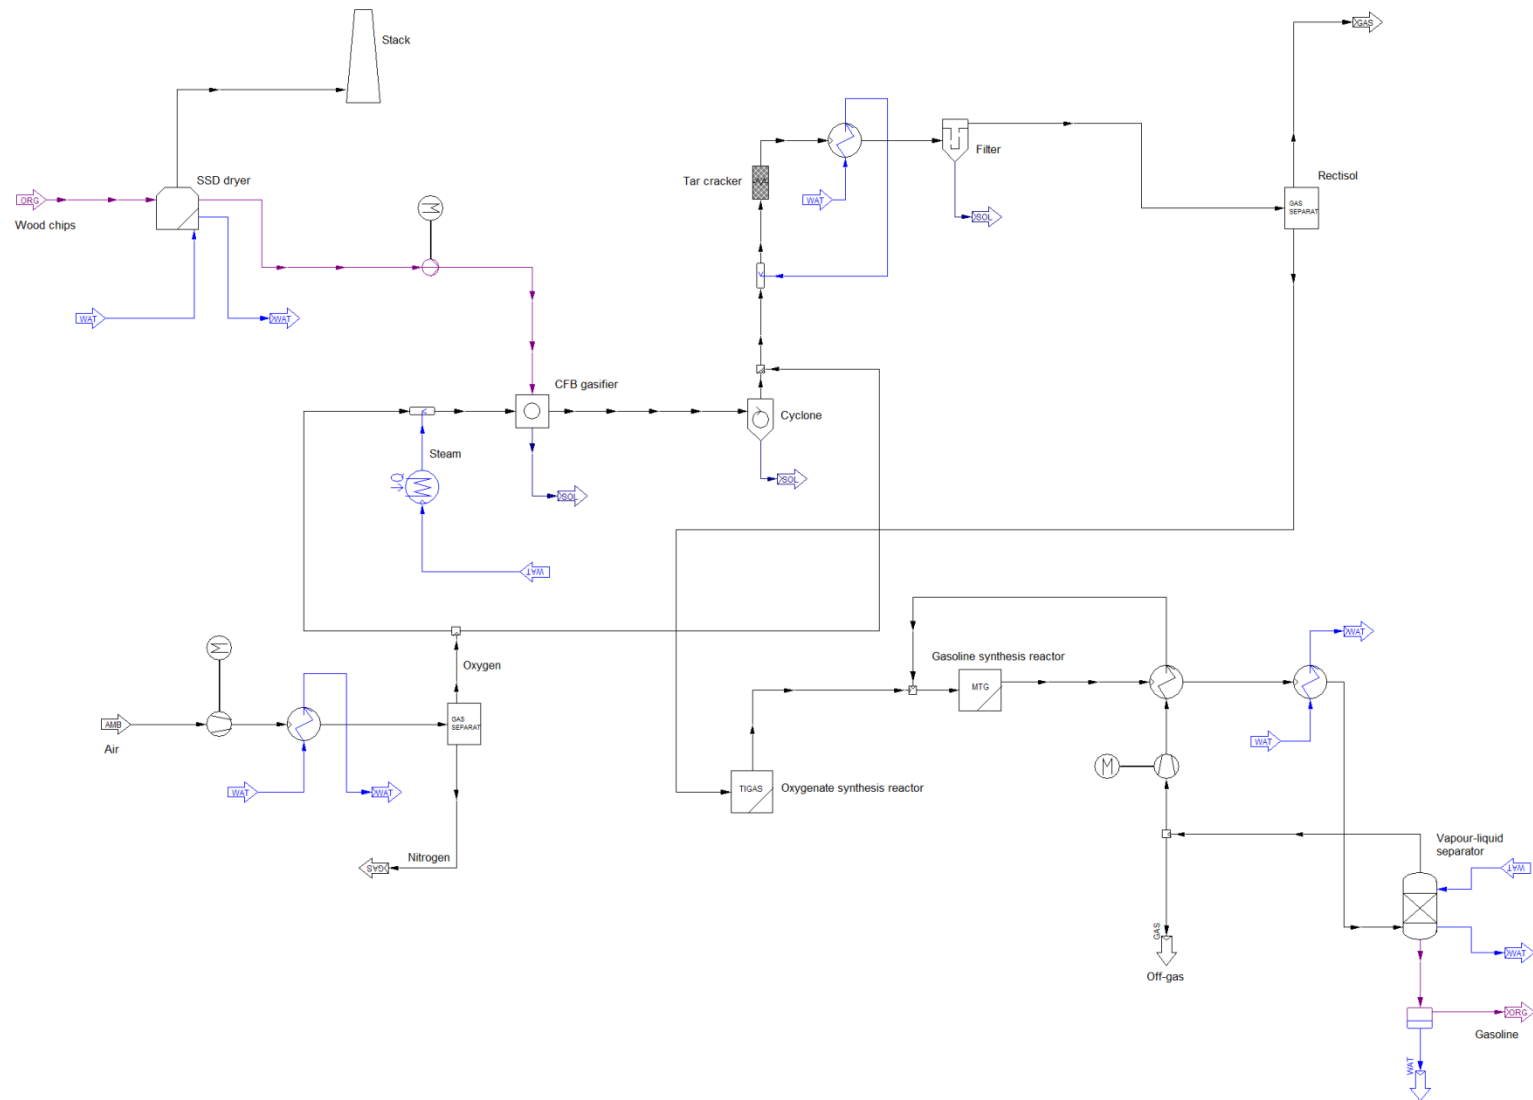 GAS
Stack
Filter
SSD dryer
Tar cracker
Rectisol
ORG
WAT
GAS
SEPARAT
Wood chips
SOL
M
WAT
WAT
CFB gasifier
Cyclone
Steam
Q
SOL
SOL
WAT
WAT
M
Gasoline synthesis reactor
Oxygen
MTG
GAS
SEPARAT
AMB
Air
WAT
M
TIGAS
Oxygenate synthesis reactor
WAT
WAT
Vapour-liquid
separator
Nitrogen
GAS
WAT
GAS
WAT
Off-gas
ORG
Gasoline
WAT